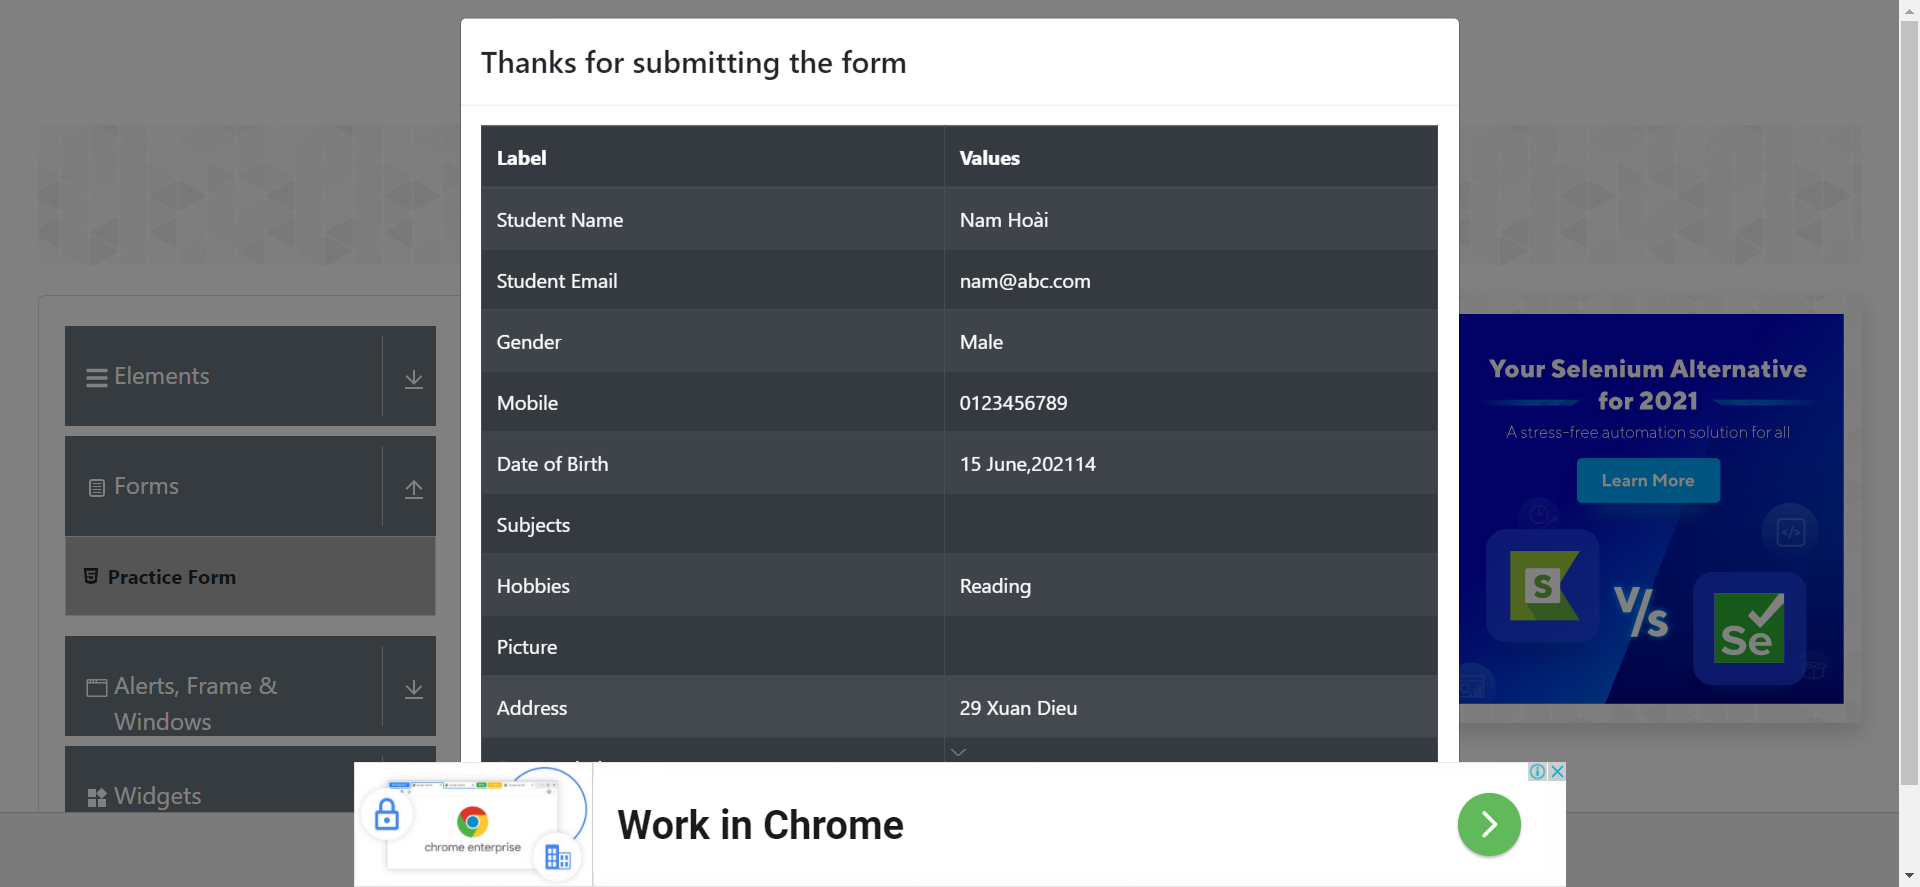 Thanks for submitting the form
Label Values
Student Name Nam Hoài
Student Email nam@abc.com
Gender Male
Mobile 0123456789
Date of Birth 15 June,202114
Subjects
Hobbies Reading
Picture
Address 29 Xuan Dieu
Elements
Forms
Practice Form
Alerts, Frame &
Windows
Widgets
Your Selenium Alternative
for 2021
A stress-free automation solution for all
Learn More
S
V/s
Se
chrome enterprise
Work in Chrome